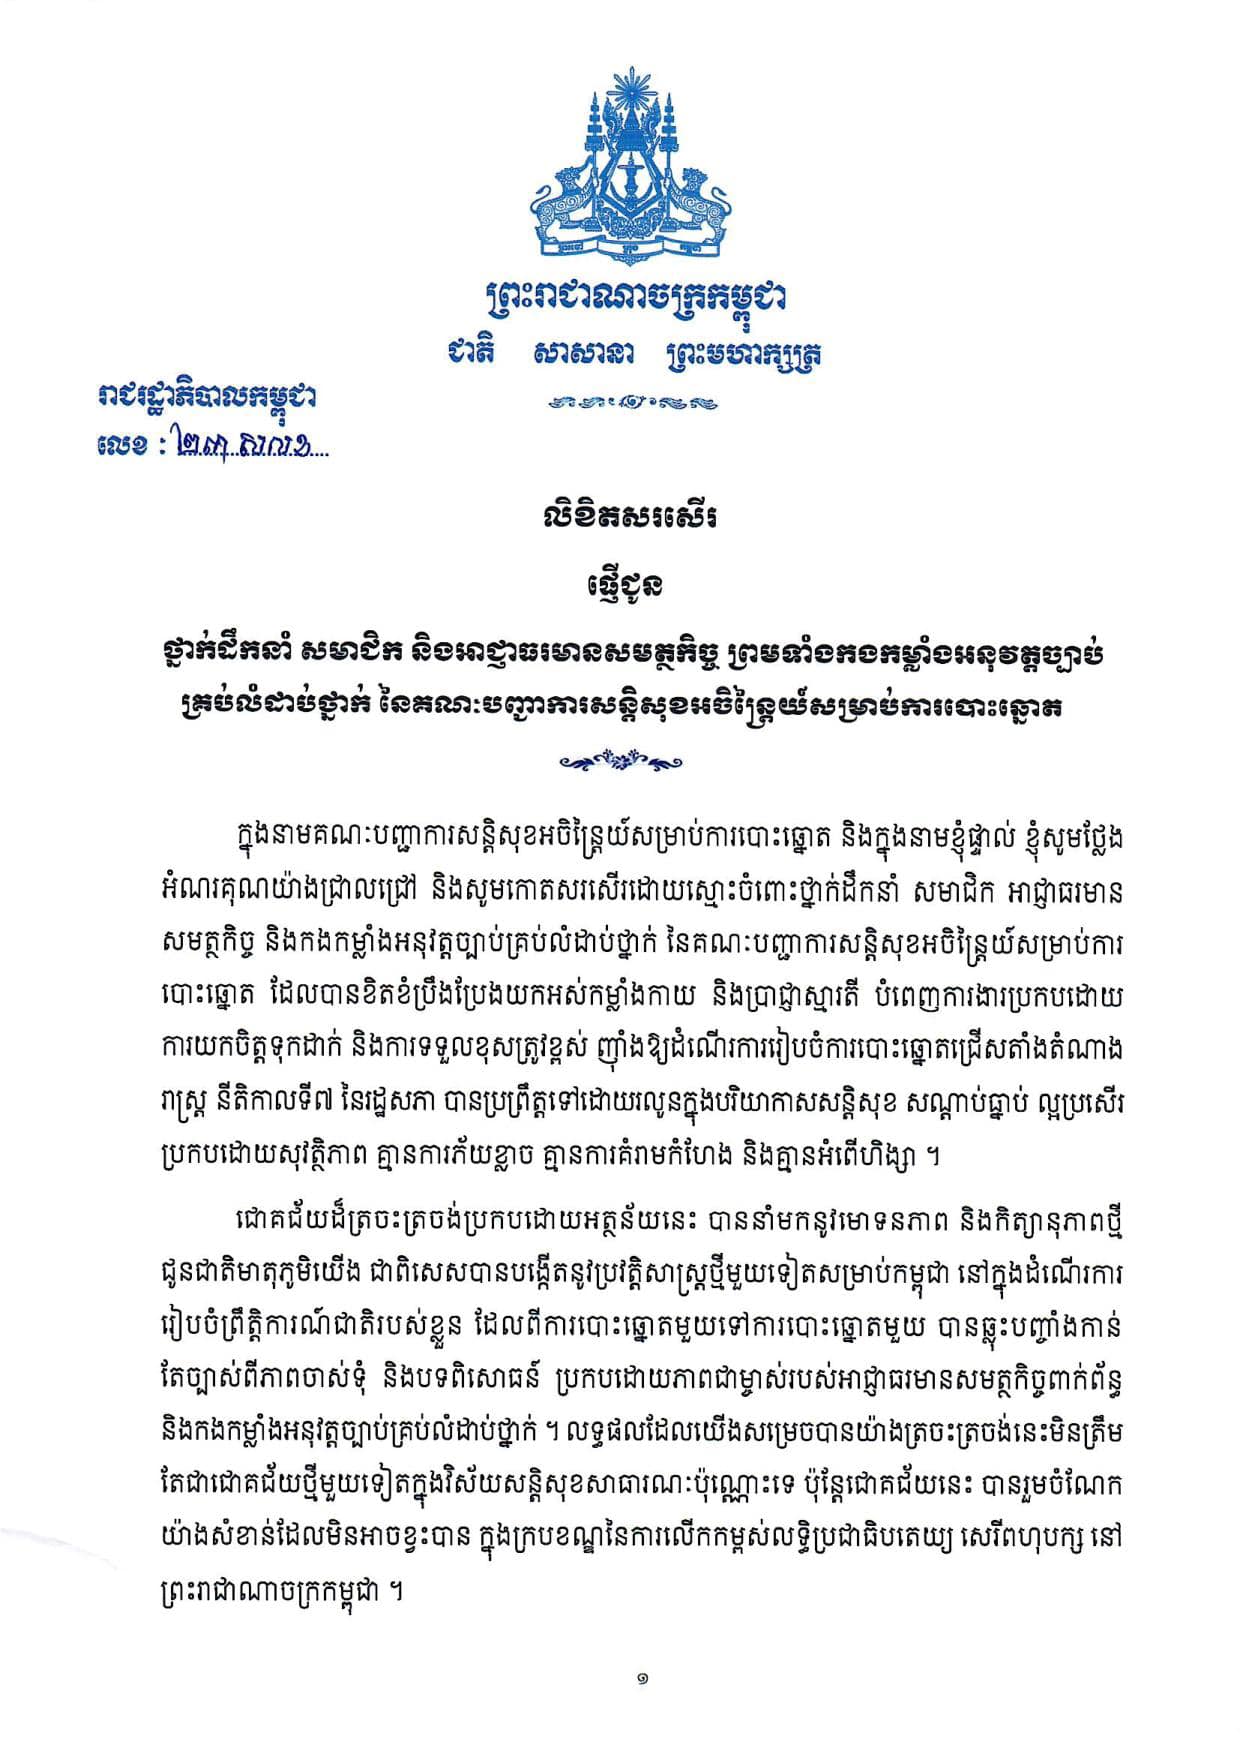 ព្រះរាជាណាចក្រកម្ពុជា
ជាតិ សាសនា ព្រះមហាក្សត្រ
រាជរដ្ឋាភិបាលកម្ពុជា
លេខ :
លិខិតសរសើរ
ផ្ញើជូន
ថ្នាក់ដឹកនាំ សមាជិក និងអាជ្ញាធរមានសមត្ថកិច្ច ព្រមទាំងកងកម្លាំងអនុវត្តច្បាប់
គ្រប់លំដាប់ថ្នាក់ នៃគណៈបញ្ជាការសន្តិសុខអចិន្ត្រៃយ៍សម្រាប់ការបោះឆ្នោត
ក្នុងនាមគណៈបញ្ជាការសន្តិសុខអចិន្ត្រៃយ៍សម្រាប់ការបោះឆ្នោត និងក្នុងនាមខ្ញុំផ្ទាល់ ខ្ញុំសូមថ្លែង
អំណរគុណយ៉ាងជ្រាលជ្រៅ និងសូមកោតសរសើរដោយស្មោះចំពោះថ្នាក់ដឹកនាំ សមាជិក អាជ្ញាធរមាន
សមត្ថកិច្ច និងកងកម្លាំងអនុវត្តច្បាប់គ្រប់លំដាប់ថ្នាក់ នៃគណៈបញ្ជាការសន្តិសុខអចិន្ត្រៃយ៍សម្រាប់ការ
បោះឆ្នោត ដែលបានខិតខំប្រឹងប្រែងយកអស់កម្លាំងកាយ និងប្រាជ្ញាស្មារតី បំពេញការងារប្រកបដោយ
ការយកចិត្តទុកដាក់ និងការទទួលខុសត្រូវខ្ពស់ ញ៉ាំងឱ្យដំណើរការរៀបចំការបោះឆ្នោតជ្រើសតាំងតំណាង
រាស្ត្រ នីតិកាលទី៧ នៃរដ្ឋសភា បានប្រព្រឹត្តទៅដោយរលូនក្នុងបរិយាកាសសន្តិសុខ សណ្តាប់ធ្នាប់ ល្អប្រសើរ
ប្រកបដោយសុវត្ថិភាព គ្មានការភ័យខ្លាច គ្មានការគំរាមកំហែង និងគ្មានអំពើហិង្សា ។
ជោគជ័យដ៏ត្រចះត្រចង់ប្រកបដោយអត្ថន័យនេះ បាននាំមកនូវមោទនភាព និងកិត្យានុភាពថ្មី
ជូនជាតិមាតុភូមិយើង ជាពិសេសបានបង្កើតនូវប្រវត្តិសាស្ត្រថ្មីមួយទៀតសម្រាប់កម្ពុជា នៅក្នុងដំណើរការ
រៀបចំព្រឹត្តិការណ៍ជាតិរបស់ខ្លួន ដែលពីការបោះឆ្នោតមួយទៅការបោះឆ្នោតមួយ បានឆ្លុះបញ្ចាំងកាន់
តែច្បាស់ពីភាពចាស់ទុំ និងបទពិសោធន៍ ប្រកបដោយភាពជាម្ចាស់របស់អាជ្ញាធរមានសមត្ថកិច្ចពាក់ព័ន្ធ
និងកងកម្លាំងអនុវត្តច្បាប់គ្រប់លំដាប់ថ្នាក់ ។ លទ្ធផលដែលយើងសម្រេចបានយ៉ាងត្រចះត្រចង់នេះមិនត្រឹម
តែជាជោគជ័យថ្មីមួយទៀតក្នុងវិស័យសន្តិសុខសាធារណៈប៉ុណ្ណោះទេ ប៉ុន្តែជោគជ័យនេះ បានរួមចំណែក
យ៉ាងសំខាន់ដែលមិនអាចខ្វះបាន ក្នុងក្របខណ្ឌនៃការលើកកម្ពស់លទ្ធិប្រជាធិបតេយ្យ សេរីពហុបក្ស នៅ
ព្រះរាជាណាចក្រកម្ពុជា ។
១